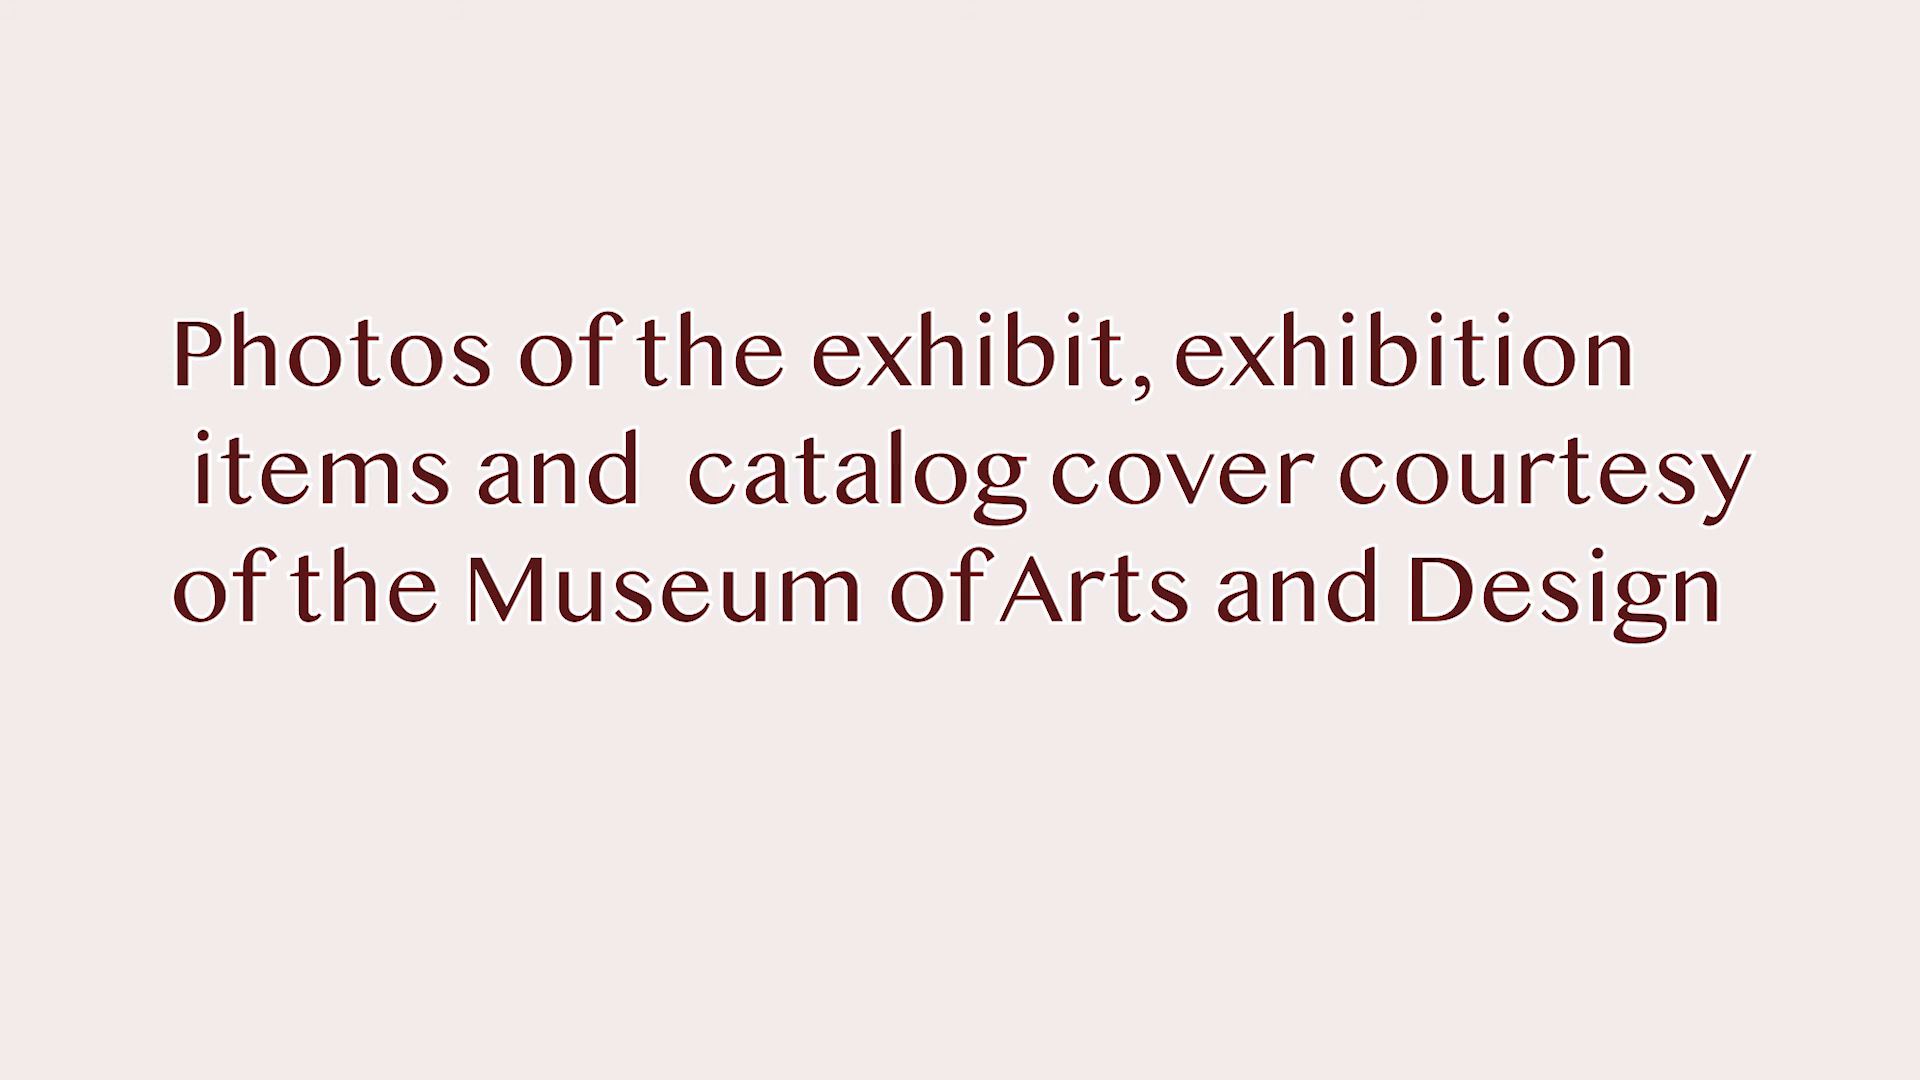 Photos of the exhibit, exhibition
items and  catalog cover courtesy
of the Museum of Arts and Design